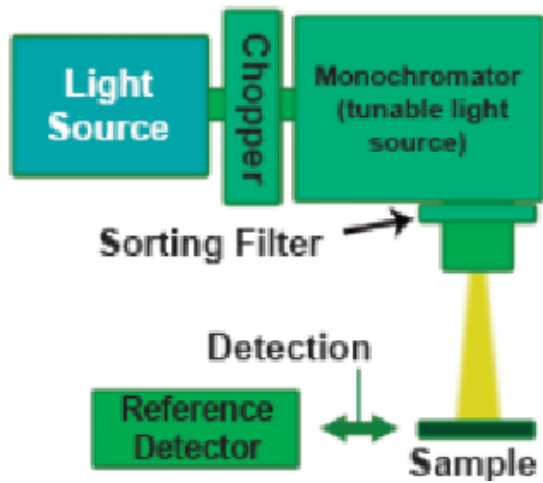 Light
Source
Chopper
Monochromator
(tunable light
source)
Sorting Filter
Detection
Reference
Detector
Sample